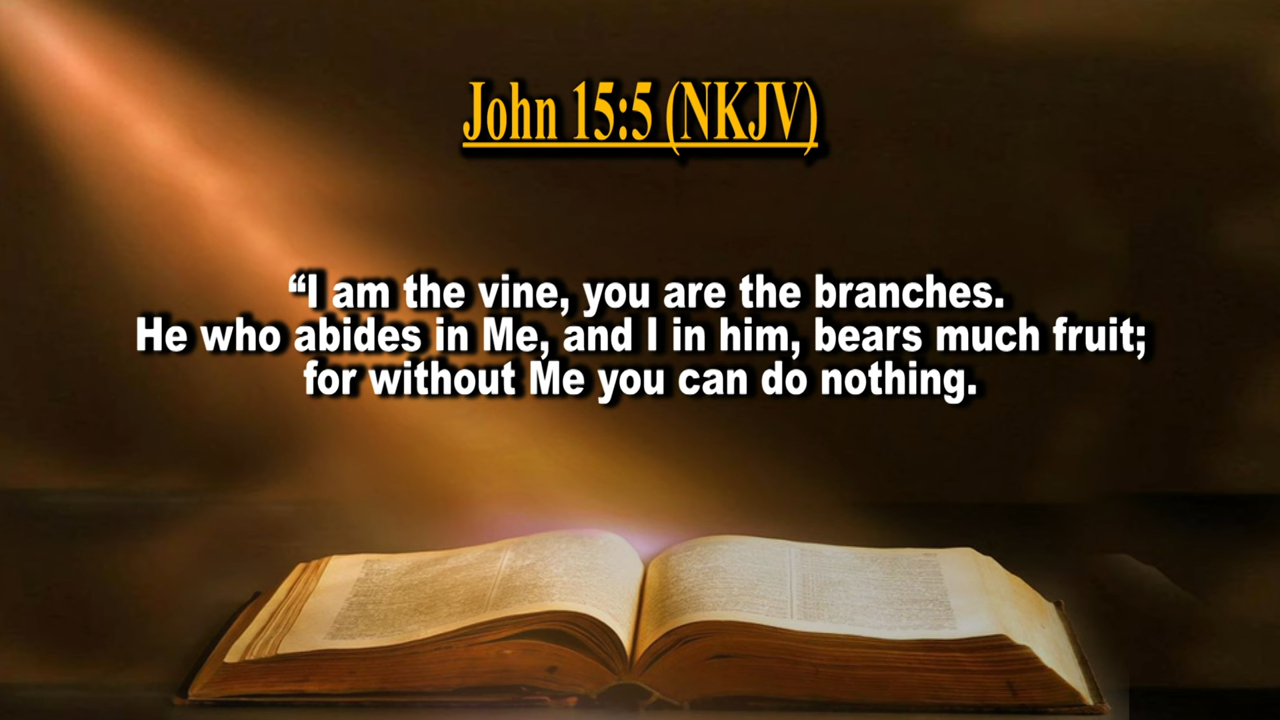 John 15:5 (NKJV)
“I am the vine, you are the branches.
He who abides in Me, and I in him, bears much fruit;
for without Me you can do nothing.